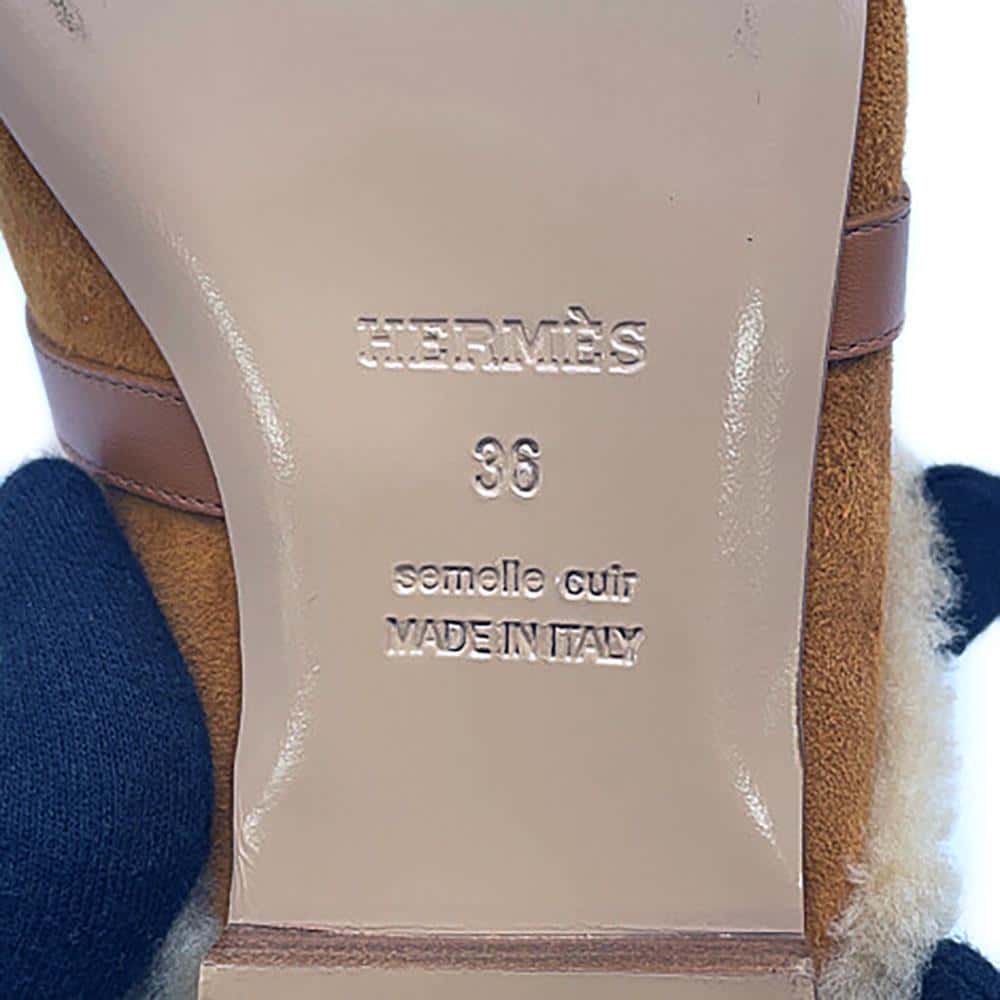 HERMÈS
36
semelle cuir
MADE IN ITALY